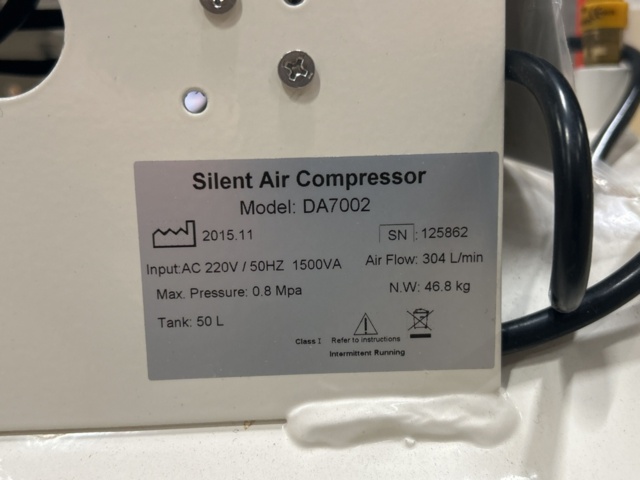 Silent Air Compressor
Model: DA7002
2015.11
SN : 125862
Input:AC 220V / 50HZ 1500VA
Air Flow: 304 L/min
Max. Pressure: 0.8 Mpa
N.W: 46.8 kg
Tank: 50 L
Class I Refer to instructions
Intermittent Running